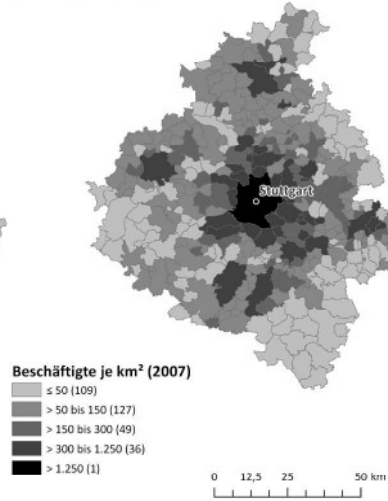 Stuttgart
Beschäftigte je km² (2007)
≤ 50 (109)
> 50 bis 150 (127)
> 150 bis 300 (49)
> 300 bis 1.250 (36)
> 1.250 (1)
0 12,5 25 50 km